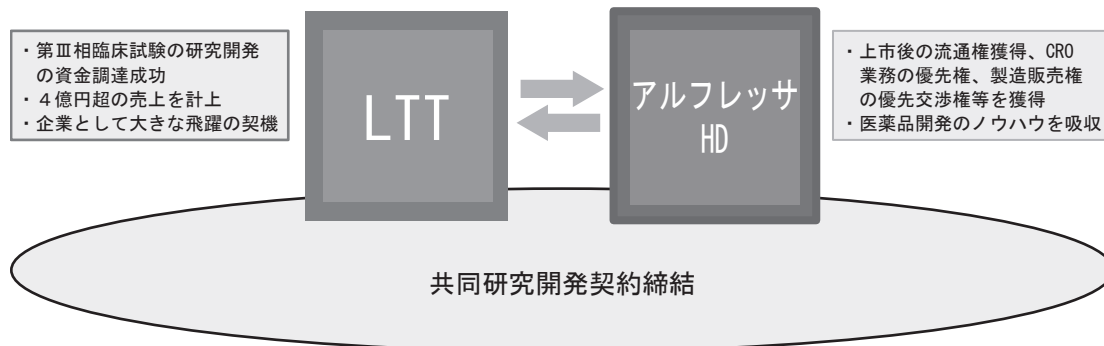 ・第Ⅲ相臨床試験の研究開発
の資金調達成功
・４億円超の売上を計上
・企業として大きな飛躍の契機
LTT
アルフレッサ
HD
・上市後の流通権獲得、CRO
業務の優先権、製造販売権
の優先交渉権等を獲得
・医薬品開発のノウハウを吸収
共同研究開発契約締結